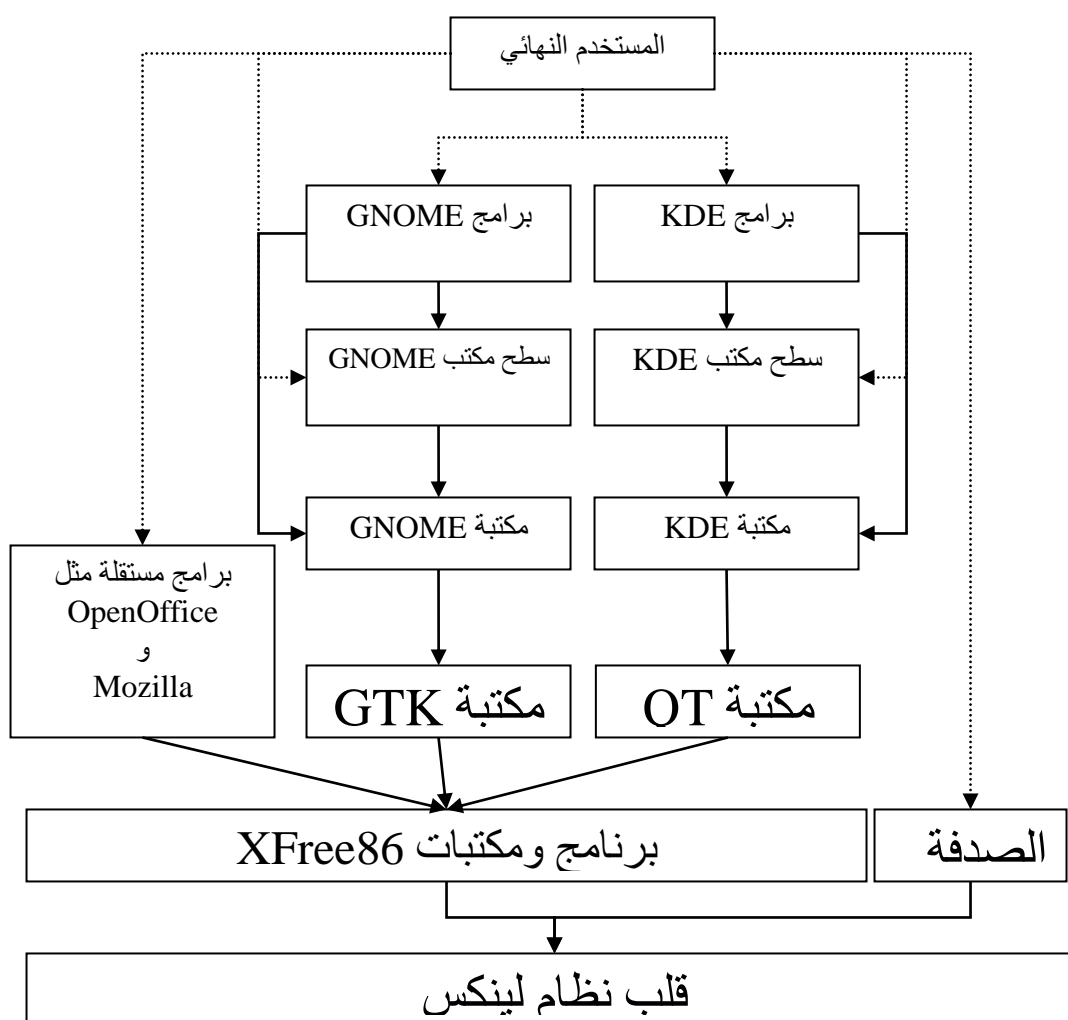 المستخدم النهائي
برامج GNOME
برامج KDE
سطح مكتب GNOME
سطح مكتب KDE
مكتبة GNOME
مكتبة KDE
برامج مستقلة مثل
OpenOffice
و
Mozilla
مكتبة GTK
مكتبة OT
برنامج ومكتبات XFree86
الصدفة
قلب نظام لينكس